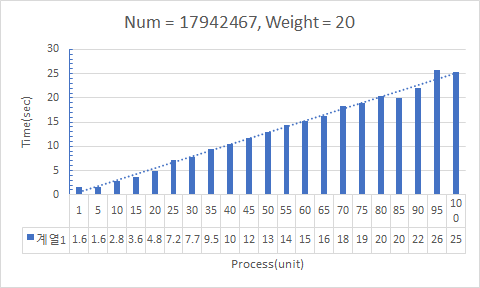 Num = 17942467, Weight = 20
30
25
20
15
10
5
0
Time(sec)
1 5 10 15 20 25 30 35 40 45 50 55 60 65 70 75 80 85 90 95 100
계열1 1.6 1.6 2.8 3.6 4.8 7.2 7.7 9.5 10 12 13 14 15 16 18 19 20 20 22 26 25
Process(unit)